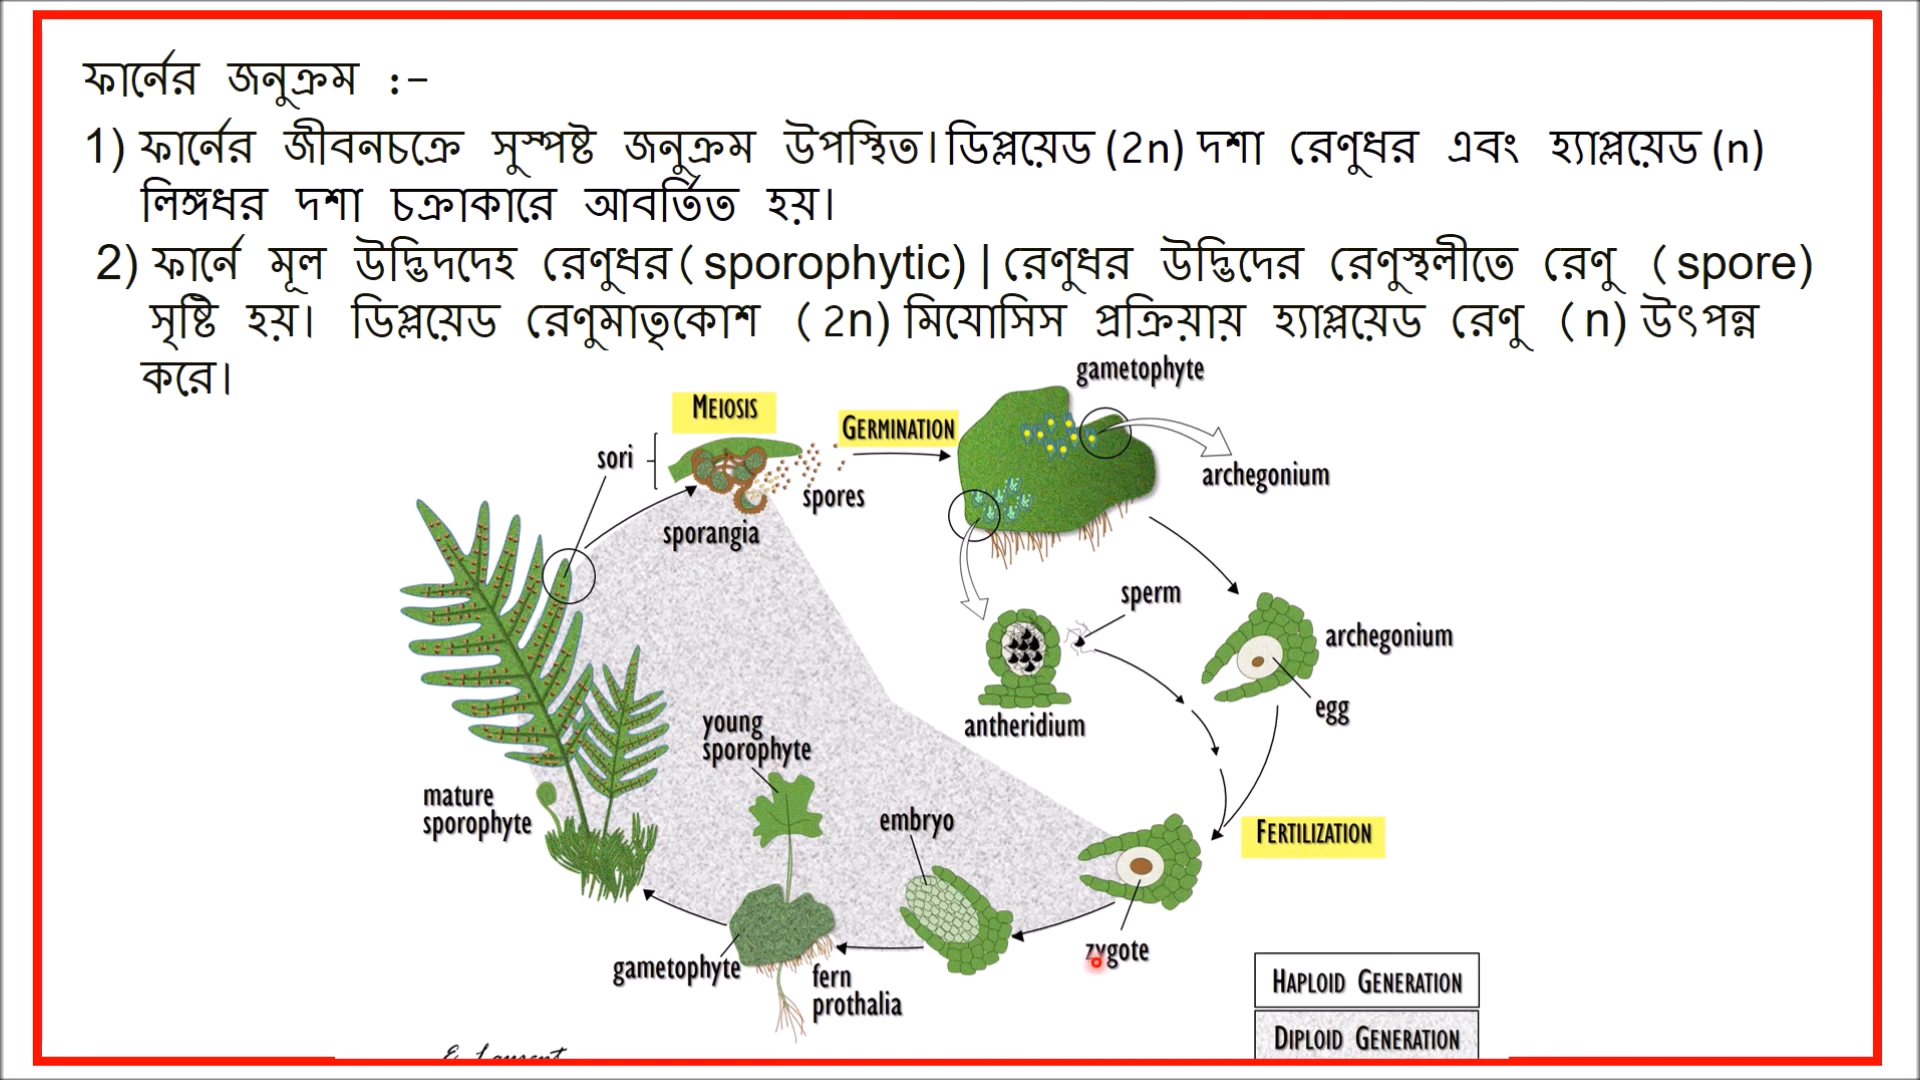 ফার্নের জনুক্রম :-
1) ফার্নের জীবনচক্রে সুস্পষ্ট জনুক্রম উপস্থিত। ডিপ্লয়েড (2n) দশা রেণুধর এবং হ্যাপ্লয়েড (n)
লিঙ্গধর দশা চক্রাকারে আবর্তিত হয়।
2) ফার্নে মূল উদ্ভিদদেহ রেণুধর ( sporophytic) | রেণুধর উদ্ভিদের রেণুস্থলীতে রেণু ( spore)
সৃষ্টি হয়। ডিপ্লয়েড রেণুমাতৃকোশ ( 2n) মিযোসিস প্রক্রিয়ায় হ্যাপ্লয়েড রেণু ( n) উৎপন্ন
করে।
gametophyte
MEIOSIS
GERMINATION
sori
archegonium
spores
sporangia
sperm
archegonium
egg
antheridium
young
sporophyte
mature
sporophyte
embryo
FERTILIZATION
zygote
gametophyte
fern
prothalia
HAPLOID GENERATION
DIPLOID GENERATION